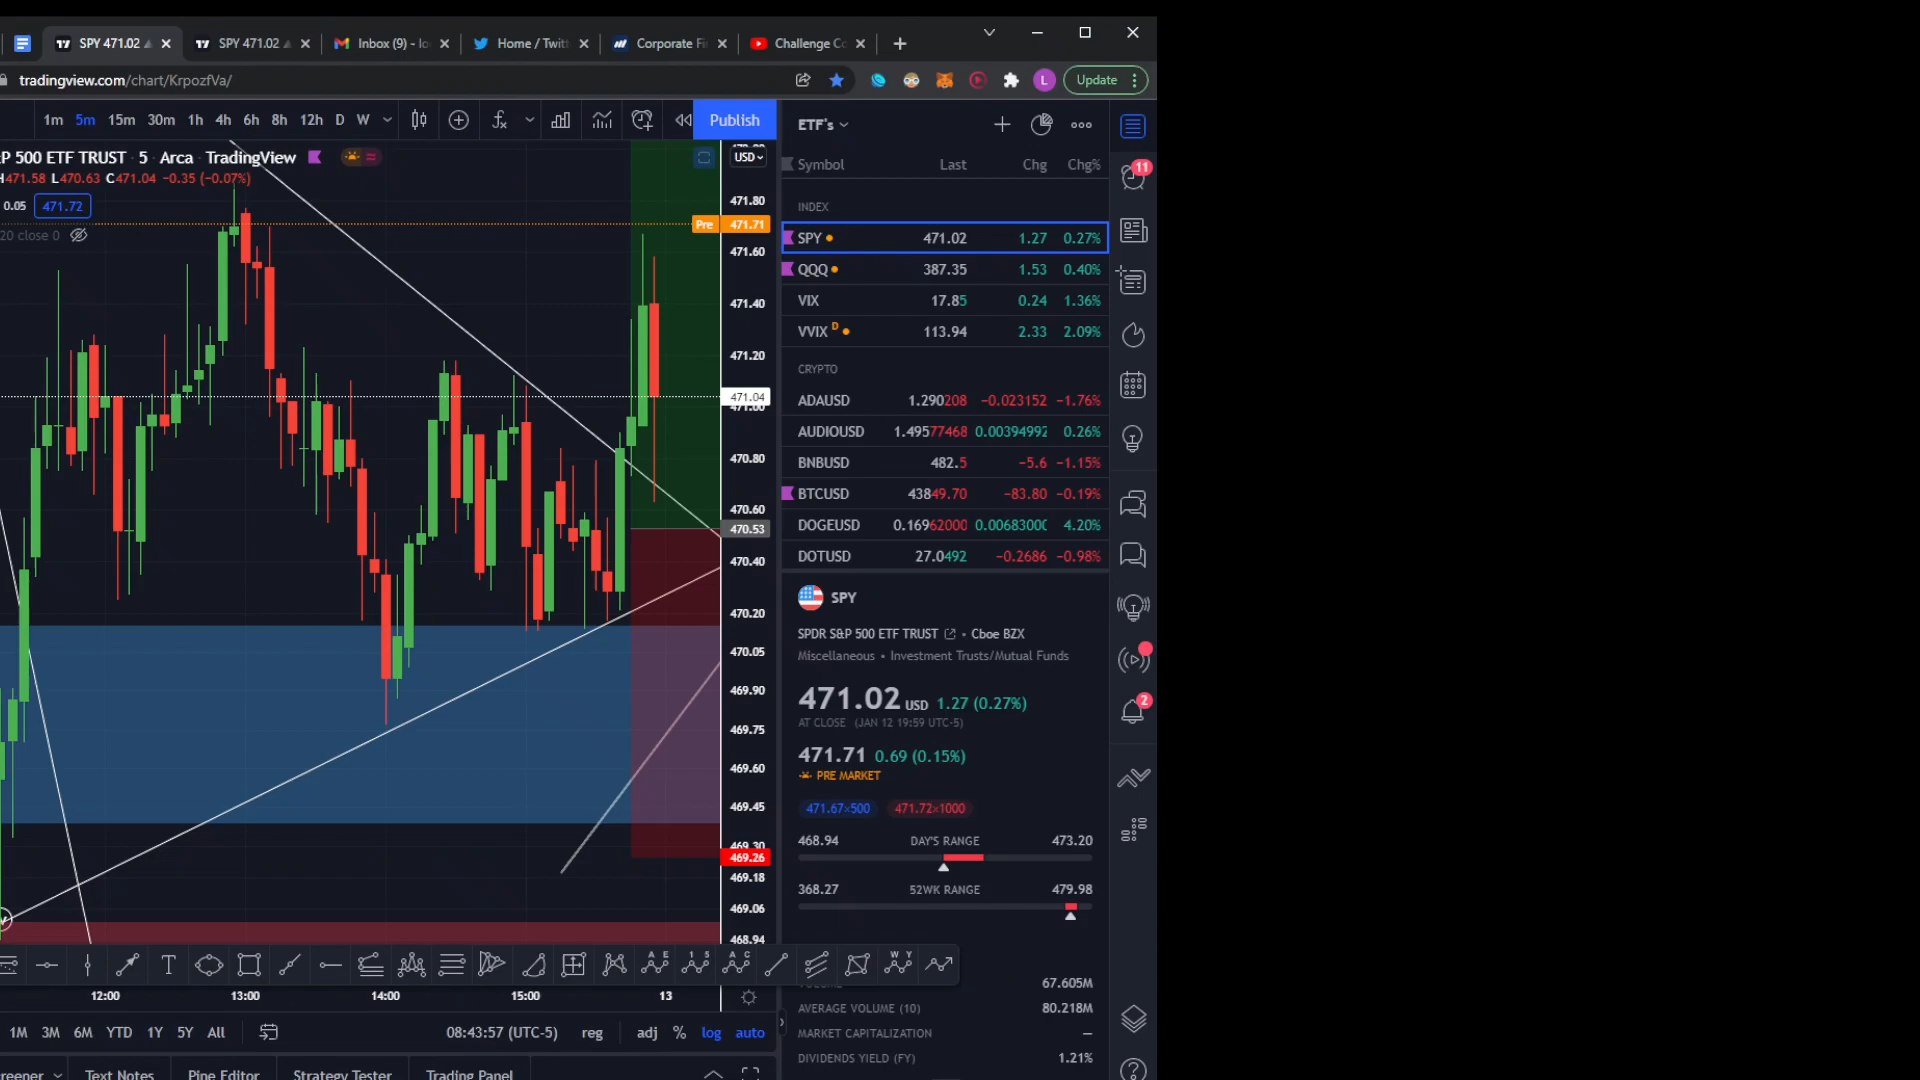 SPY 471.02
SPY 471.02
Inbox (9) -
Home / Twit
Corporate Fi
Challenge Co
tradingview.com/chart/KrpozfVa/
L
Update
1m 5m 15m 30m 1h 4h 6h 8h 12h D W
Publish
ETF's
P 500 ETF TRUST · 5 · Arca · TradingView
USD
H471.58 L470.63 C471.04 -0.35 (-0.07%)
0.05 471.72
20 close 0
Symbol Last Chg Chg%
INDEX
SPY 471.02 1.27 0.27%
QQQ 387.35 1.53 0.40%
VIX 17.85 0.24 1.36%
VVIX D 113.94 2.33 2.09%
CRYPTO
ADAUSD 1.290208 -0.023152 -1.76%
AUDIOUSD 1.49577468 0.00394992 0.26%
BNBUSD 482.5 -5.6 -1.15%
BTCUSD 43849.70 -83.80 -0.19%
DOGEUSD 0.16962000 0.00683000 4.20%
DOTUSD 27.0492 -0.2686 -0.98%
471.80
Pre 471.71
471.60
471.40
471.20
471.04
471.00
470.80
470.60
470.53
470.40
470.20
470.05
469.90
469.75
469.60
469.45
469.30
469.26
469.18
469.06
468.94
SPY
SPDR S&P 500 ETF TRUST • Cboe BZX
Miscellaneous • Investment Trusts/Mutual Funds
471.02 USD 1.27 (0.27%)
AT CLOSE (JAN 12 19:59 UTC-5)
471.71 0.69 (0.15%)
PRE MARKET
471.67×500 471.72×1000
468.94 DAY'S RANGE 473.20
368.27 52WK RANGE 479.98
VOLUME 67.605M
AVERAGE VOLUME (10) 80.218M
MARKET CAPITALIZATION —
DIVIDENDS YIELD (FY) 1.21%
11
2
12:00 13:00 14:00 15:00 13
1M 3M 6M YTD 1Y 5Y All
08:43:57 (UTC-5) reg adj % log auto
reener Text Notes Pine Editor Strategy Tester Trading Panel